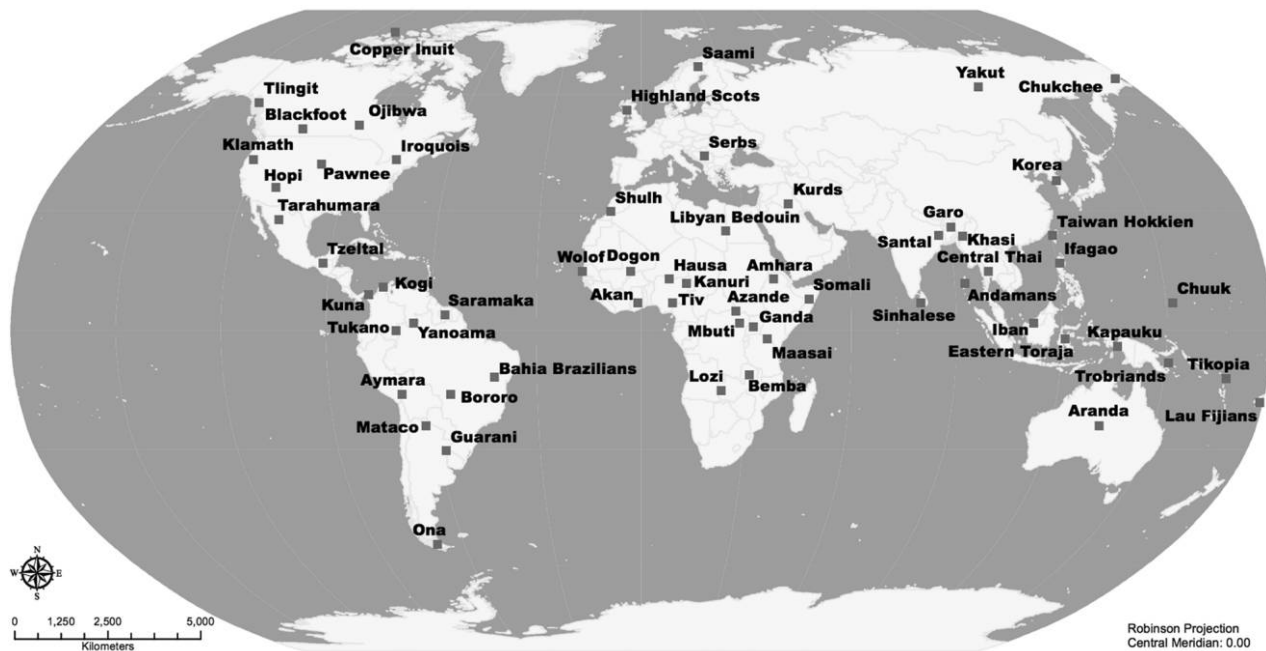 Copper Inuit
Saami
Yakut
Chukchee
Tlingit
Highland Scots
Blackfoot
Ojibwa
Klamath
Iroquois
Serbs
Pawnee
Korea
Hopi
Kurds
Tarahumara
Shulh
Libyan Bedouin
Garo
Taiwan Hokkien
Santal
Khasi
Tzeltal
Wolof
Dogon
Central Thai
Ifagao
Hausa
Amhara
Kogi
Kanuri
Somali
Kuna
Saramaka
Akan
Tiv
Azande
Andamans
Chuuk
Sinhalese
Tukano
Yanoama
Mbuti
Ganda
Iban
Kapauku
Maasai
Eastern Toraja
Bahia Brazilians
Tikopia
Aymara
Lozi
Bemba
Trobriands
Bororo
Aranda
Lau Fijians
Mataco
Guarani
Ona
N
W
E
S
0 1,250 2,500 5,000
Kilometers
Robinson Projection
Central Meridian: 0.00